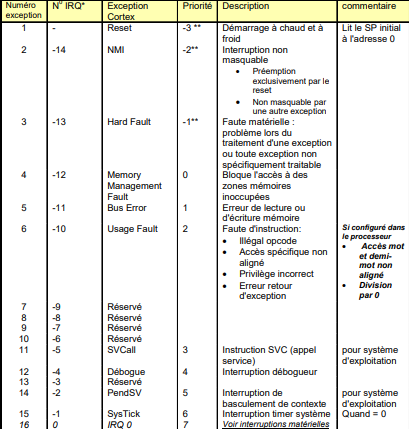 Numéro exception | N° IRQ* | Exception Cortex | Priorité | Description | commentaire
1 | - | Reset | -3 ** | Démarrage à chaud et à froid | Lit le SP initial à l'adresse 0
2 | -14 | NMI | -2** | Interruption non masquable
• Préemption exclusivement par le reset
• Non masquable par une autre exception
3 | -13 | Hard Fault | -1** | Faute matérielle : problème lors du traitement d'une exception ou toute exception non spécifiquement traitable
4 | -12 | Memory Management Fault | 0 | Bloque l'accès à des zones mémoires inoccupées
5 | -11 | Bus Error | 1 | Erreur de lecture ou d'écriture mémoire
6 | -10 | Usage Fault | 2 | Faute d'instruction: | Si configuré dans le processeur
• Illégal opcode
• Accès spécifique non aligné
• Privilège incorrect
• Erreur retour d'exception
• Accès mot et demi-mot non aligné
• Division par 0
7 | -9 | Réservé
8 | -8 | Réservé
9 | -7 | Réservé
10 | -6 | Réservé
11 | -5 | SVCall | 3 | Instruction SVC (appel service) | pour système d'exploitation
12 | -4 | Débogue | 4 | Interruption débogueur
13 | -3 | Réservé
14 | -2 | PendSV | 5 | Interruption de basculement de contexte | pour système d'exploitation
15 | -1 | SysTick | 6 | Interruption timer système | Quand = 0
16 | 0 | IRQ 0 | 7 | Voir interruptions matérielles